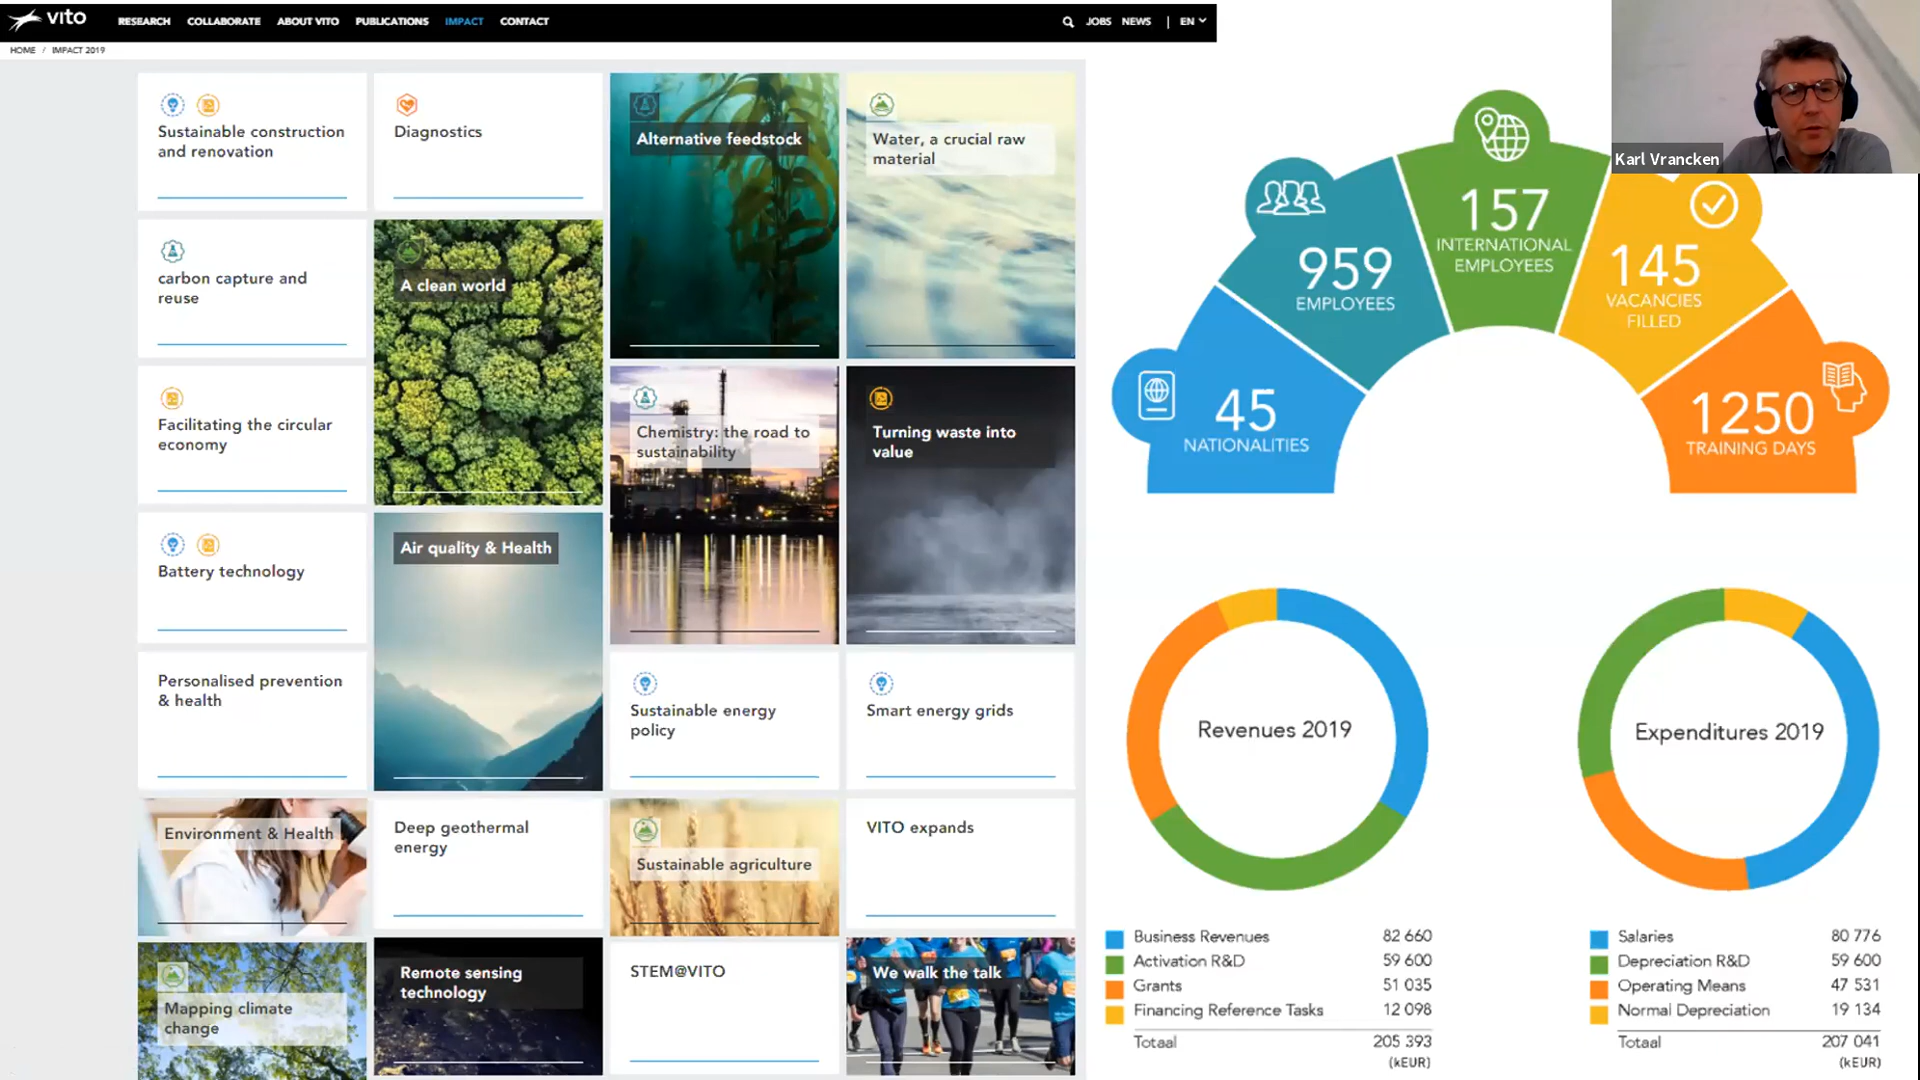 vito
RESEARCH COLLABORATE ABOUT VITO PUBLICATIONS IMPACT CONTACT
JOBS NEWS | EN
HOME / IMPACT 2019
Sustainable construction
and renovation
Diagnostics
Alternative feedstock
Water, a crucial raw
material
carbon capture and
reuse
A clean world
Facilitating the circular
economy
Chemistry: the road to
sustainability
Turning waste into
value
Battery technology
Air quality & Health
Personalised prevention
& health
Sustainable energy
policy
Smart energy grids
Environment & Health
Deep geothermal
energy
Sustainable agriculture
VITO expands
Mapping climate
change
Remote sensing
technology
STEM@VITO
We walk the talk
Karl Vrancken
45
NATIONALITIES
959
EMPLOYEES
157
INTERNATIONAL
EMPLOYEES
145
VACANCIES
FILLED
1250
TRAINING DAYS
Revenues 2019
Business Revenues 82 660
Activation R&D 59 600
Grants 51 035
Financing Reference Tasks 12 098
Totaal 205 393
(kEUR)
Expenditures 2019
Salaries 80 776
Depreciation R&D 59 600
Operating Means 47 531
Normal Depreciation 19 134
Totaal 207 041
(kEUR)